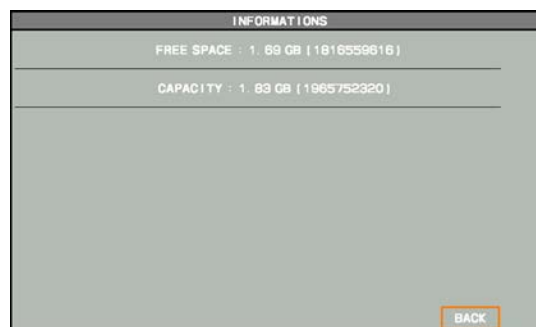 INFORMATIONS
FREE SPACE : 1. 69 GB [1816559616]
CAPACITY : 1. 83 GB [1965752320]
BACK